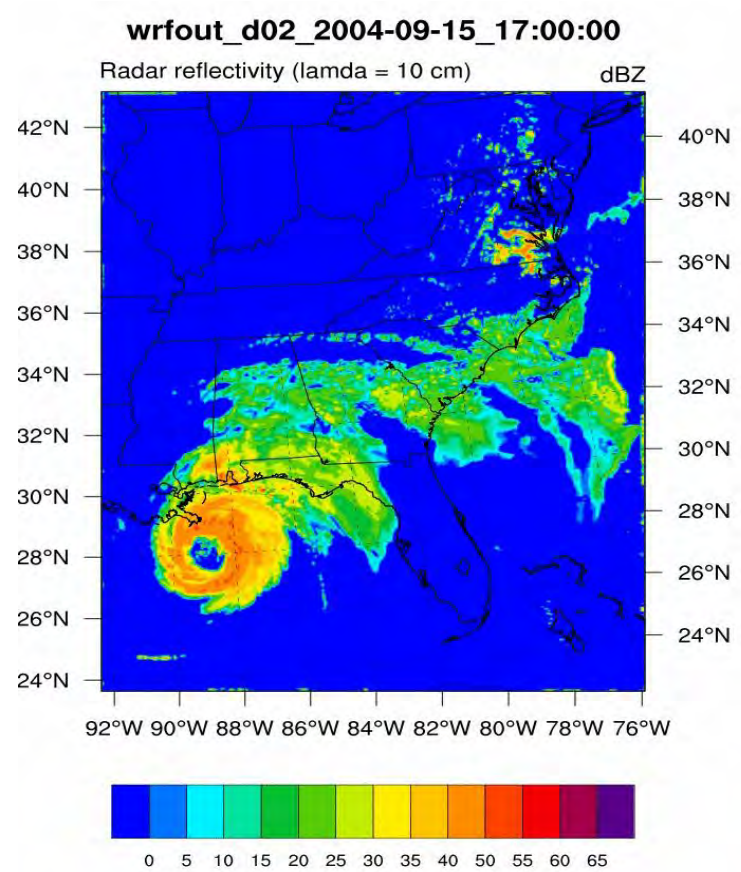 wrfout_d02_2004-09-15_17:00:00
Radar reflectivity (lamda = 10 cm) dBZ
42°N
40°N
38°N
36°N
34°N
32°N
30°N
28°N
26°N
24°N
40°N
38°N
36°N
34°N
32°N
30°N
28°N
26°N
24°N
92°W 90°W 88°W 86°W 84°W 82°W 80°W 78°W 76°W
0 5 10 15 20 25 30 35 40 50 55 60 65